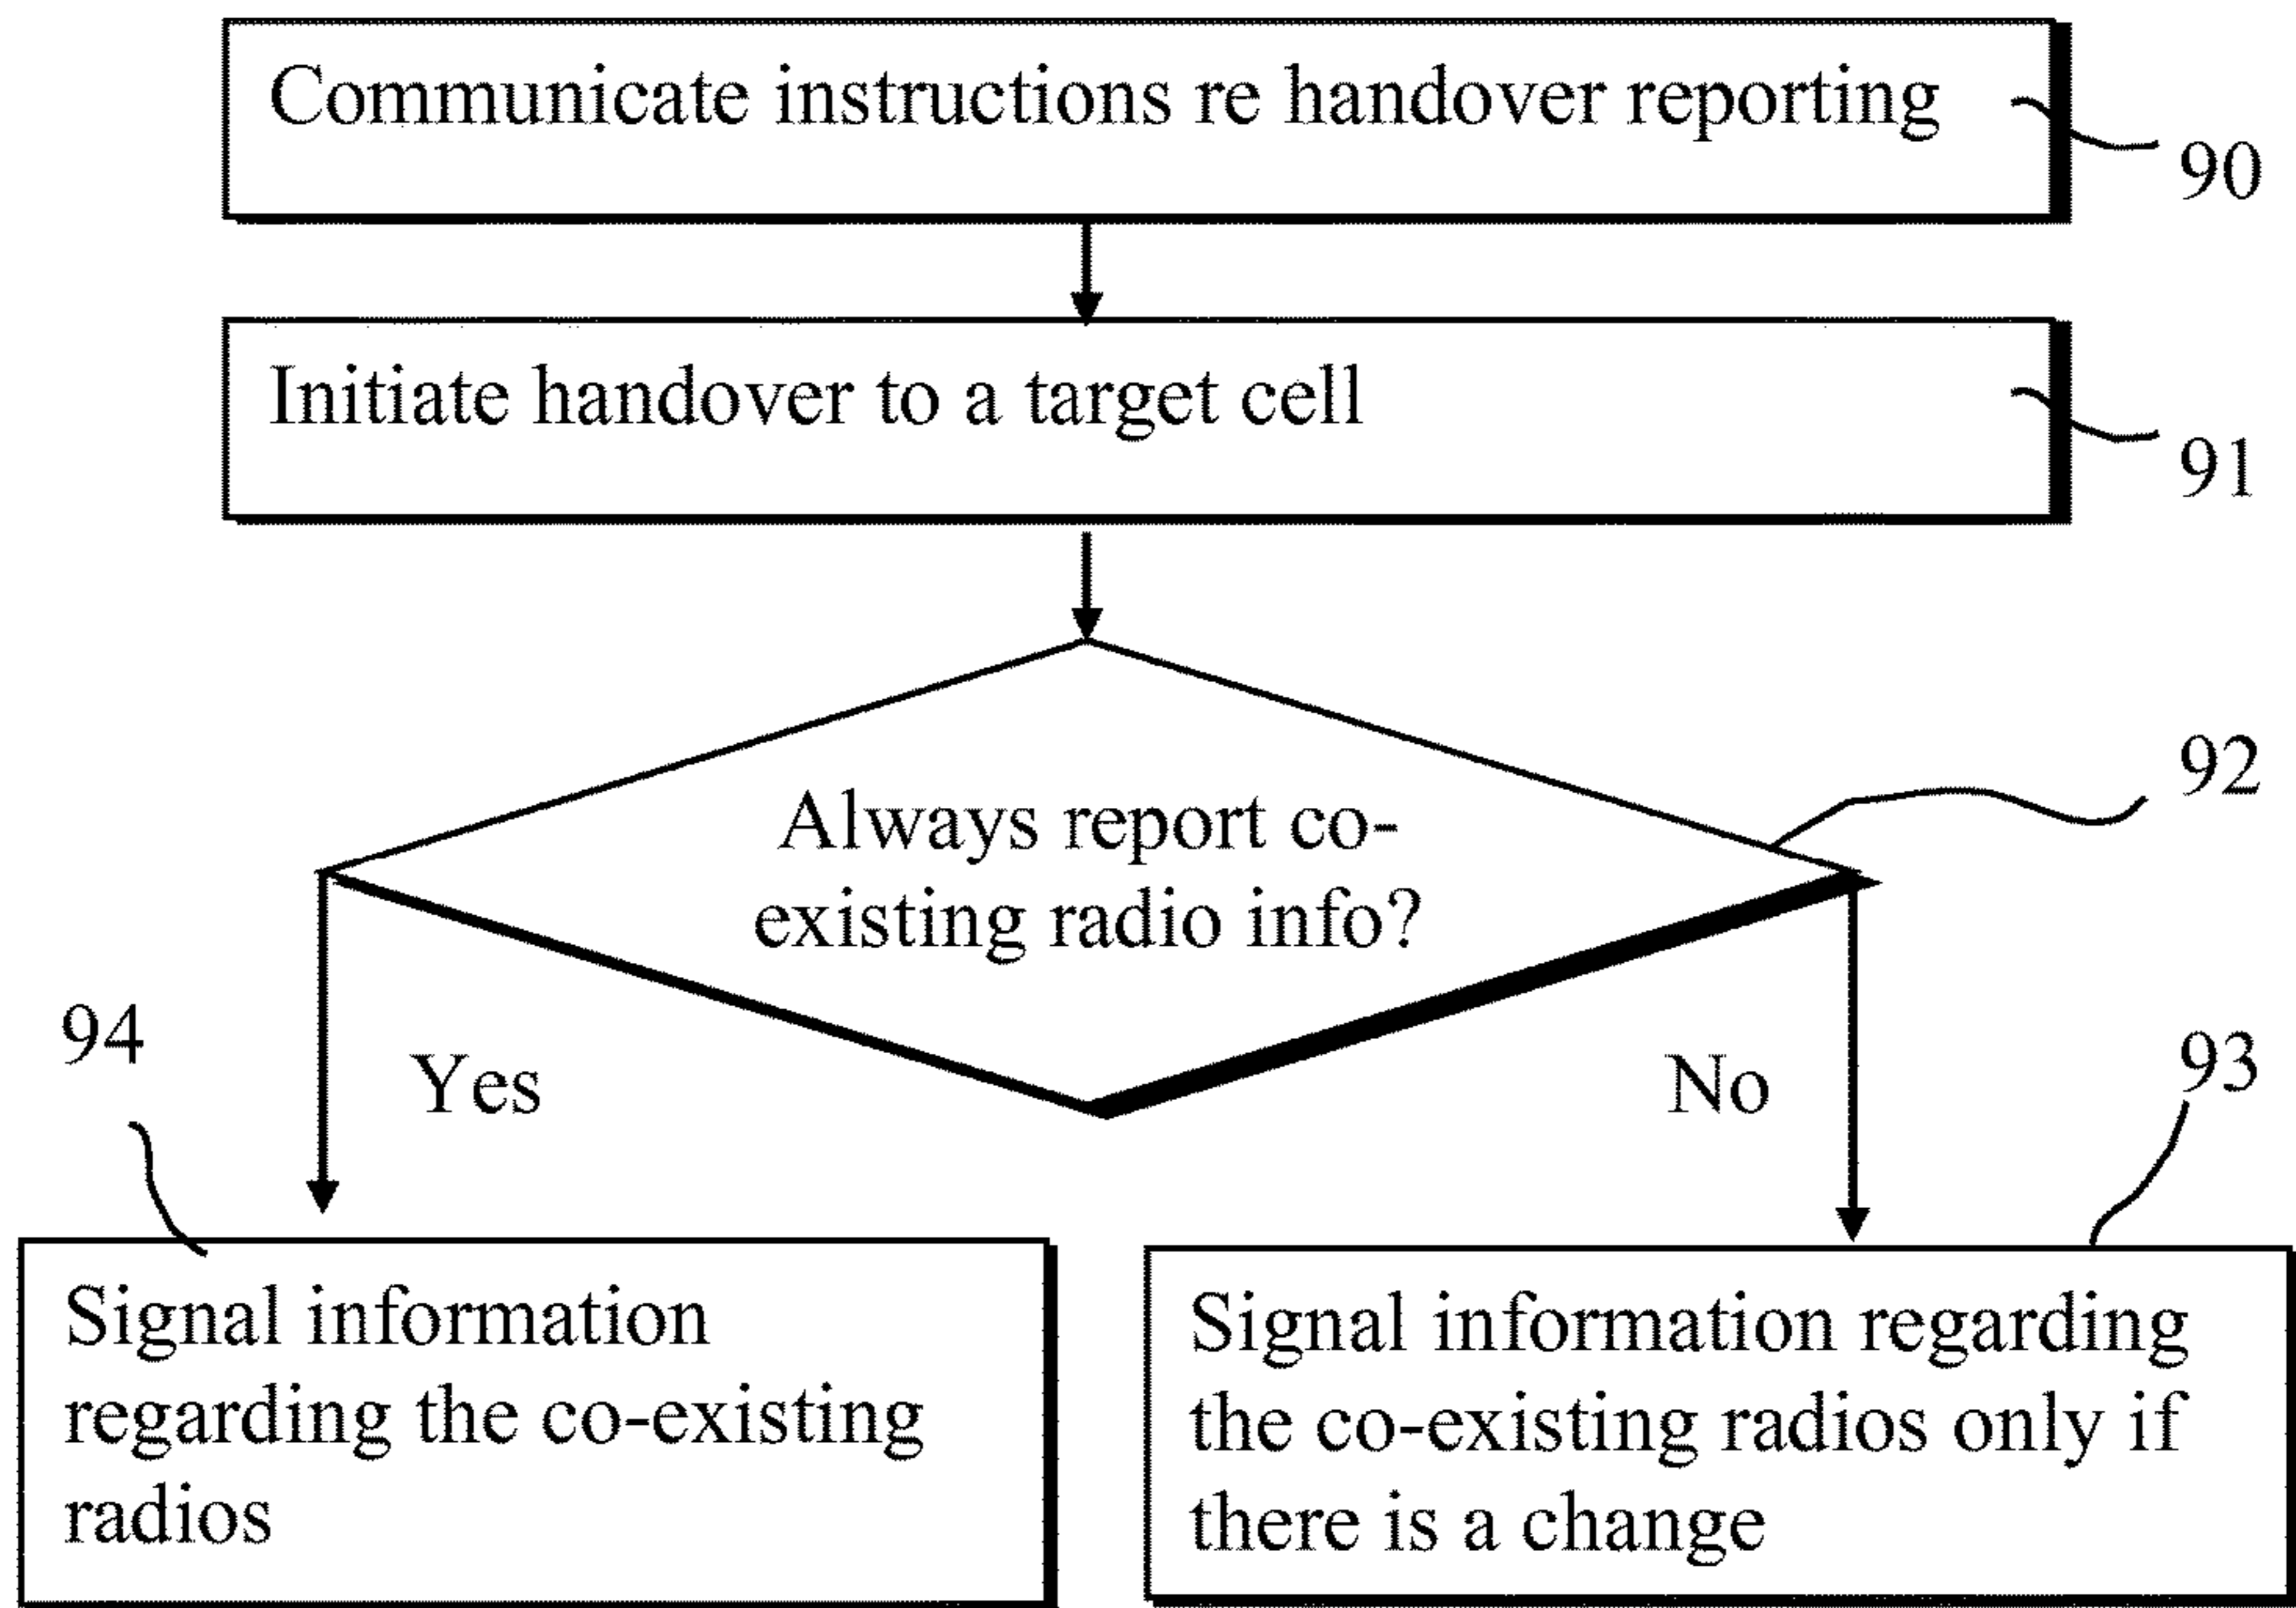 Communicate instructions re handover reporting
90
Initiate handover to a target cell
91
92
Always report co-
existing radio info?
94
Yes
No
93
Signal information
regarding the co-existing
radios
Signal information regarding
the co-existing radios only if
there is a change